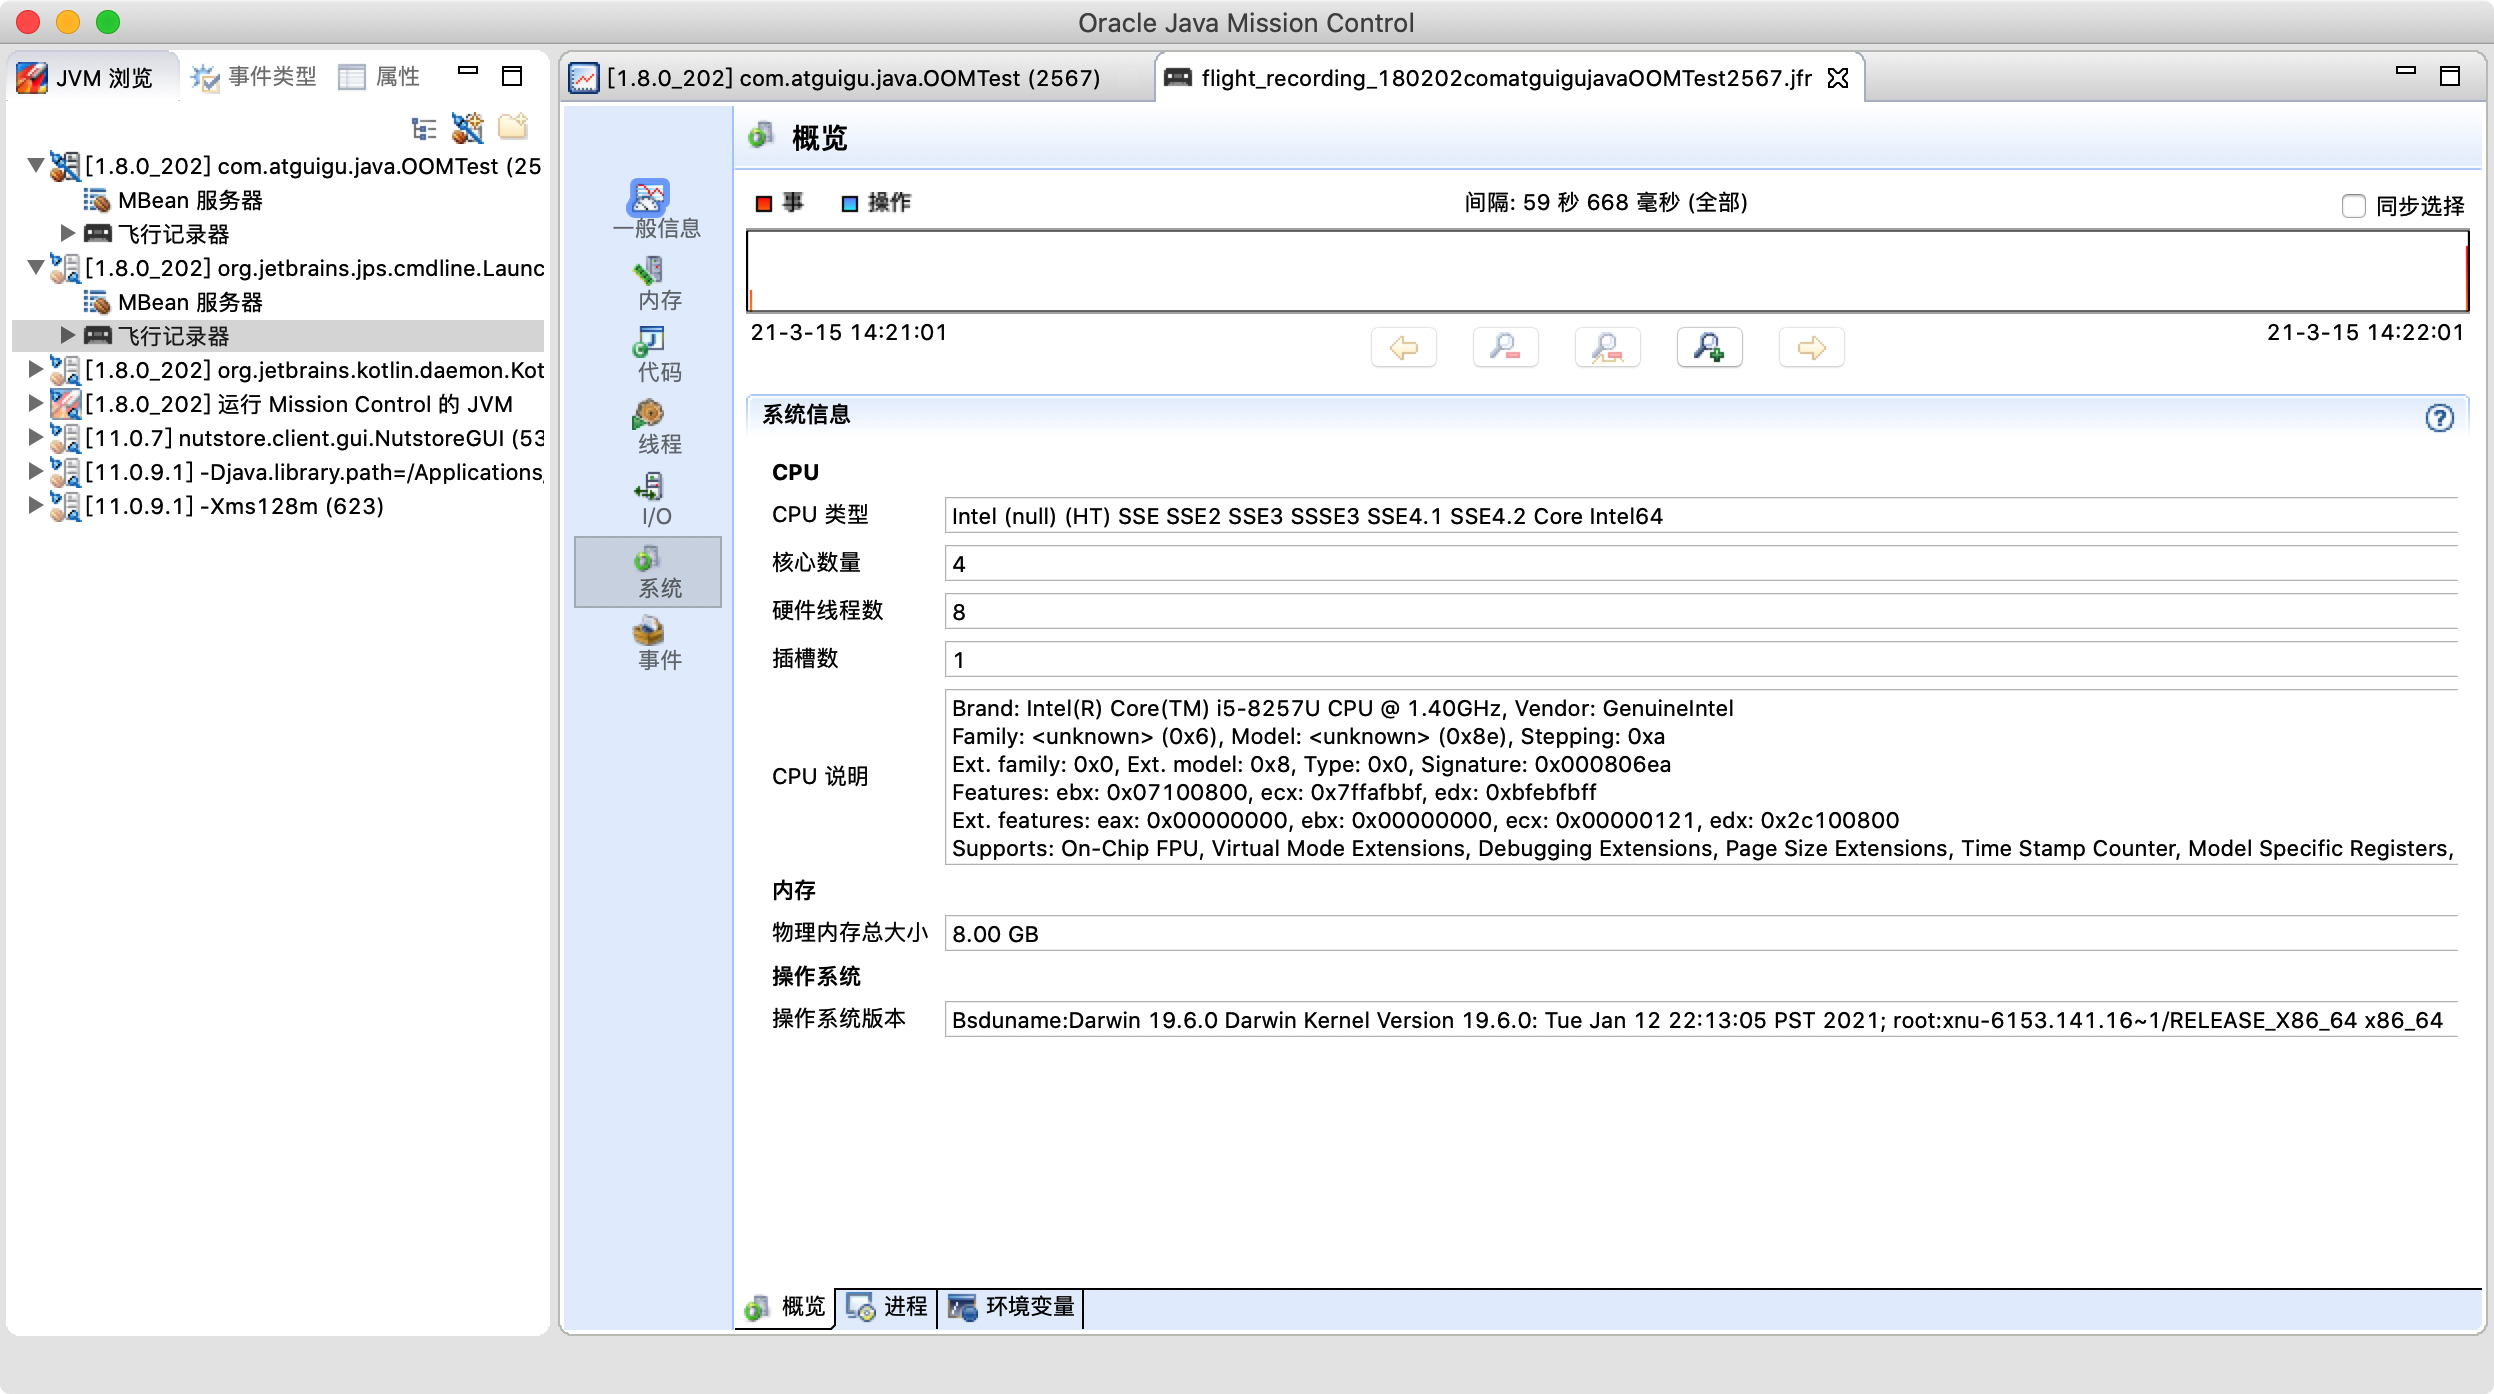 Oracle Java Mission Control
JVM 浏览
事件类型
属性
[1.8.0_202] com.atguigu.java.OOMTest (25
MBean 服务器
飞行记录器
[1.8.0_202] org.jetbrains.jps.cmdline.Launc
MBean 服务器
飞行记录器
[1.8.0_202] org.jetbrains.kotlin.daemon.Kot
[1.8.0_202] 运行 Mission Control 的 JVM
[11.0.7] nutstore.client.gui.NutstoreGUI (53
[11.0.9.1] -Djava.library.path=/Applications,
[11.0.9.1] -Xms128m (623)
[1.8.0_202] com.atguigu.java.OOMTest (2567)
flight_recording_180202comatguigujavaOOMTest2567.jfr
一般信息
内存
代码
线程
I/O
系统
事件
概览
事 操作
间隔: 59 秒 668 毫秒 (全部)
同步选择
21-3-15 14:21:01
21-3-15 14:22:01
系统信息
CPU
CPU 类型 Intel (null) (HT) SSE SSE2 SSE3 SSSE3 SSE4.1 SSE4.2 Core Intel64
核心数量 4
硬件线程数 8
插槽数 1
CPU 说明
Brand: Intel(R) Core(TM) i5-8257U CPU @ 1.40GHz, Vendor: GenuineIntel
Family: <unknown> (0x6), Model: <unknown> (0x8e), Stepping: 0xa
Ext. family: 0x0, Ext. model: 0x8, Type: 0x0, Signature: 0x000806ea
Features: ebx: 0x07100800, ecx: 0x7ffafbbf, edx: 0xbfebfbff
Ext. features: eax: 0x00000000, ebx: 0x00000000, ecx: 0x00000121, edx: 0x2c100800
Supports: On-Chip FPU, Virtual Mode Extensions, Debugging Extensions, Page Size Extensions, Time Stamp Counter, Model Specific Registers,
内存
物理内存总大小 8.00 GB
操作系统
操作系统版本 Bsduname:Darwin 19.6.0 Darwin Kernel Version 19.6.0: Tue Jan 12 22:13:05 PST 2021; root:xnu-6153.141.16~1/RELEASE_X86_64 x86_64
概览 进程 环境变量